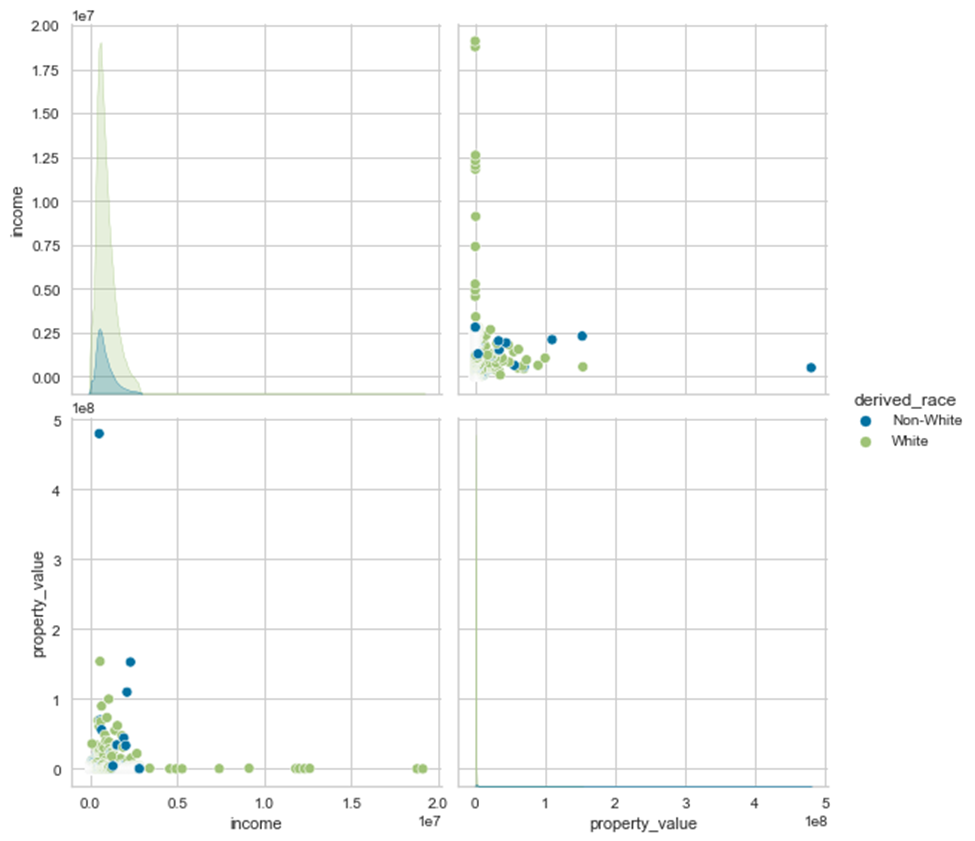 1e7
2.00
1.75
1.50
1.25
1.00
0.75
0.50
0.25
0.00
income
1e8
5
4
3
2
1
0
property_value
0.0 0.5 1.0 1.5 2.0
income 1e7
0 1 2 3 4 5
property_value 1e8
derived_race
Non-White
White